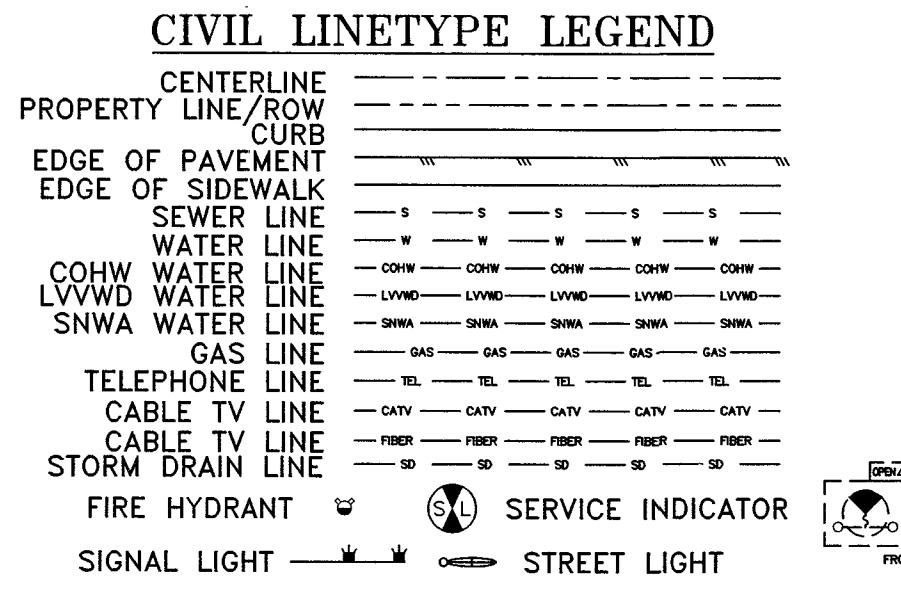 CIVIL LINETYPE LEGEND
CENTERLINE
PROPERTY LINE/ROW
CURB
EDGE OF PAVEMENT
EDGE OF SIDEWALK
SEWER LINE S S S S S
WATER LINE W W W W W
COHW WATER LINE COHW COHW COHW COHW COHW
LVVWD WATER LINE LVVWD LVVWD LVVWD LVVWD LVVWD
SNWA WATER LINE SNWA SNWA SNWA SNWA SNWA
GAS LINE GAS GAS GAS GAS GAS
TELEPHONE LINE TEL TEL TEL TEL TEL
CABLE TV LINE CATV CATV CATV CATV CATV
CABLE TV LINE FIBER FIBER FIBER FIBER FIBER
STORM DRAIN LINE SD SD SD SD SD
FIRE HYDRANT S L SERVICE INDICATOR
OPEN
SIGNAL LIGHT STREET LIGHT